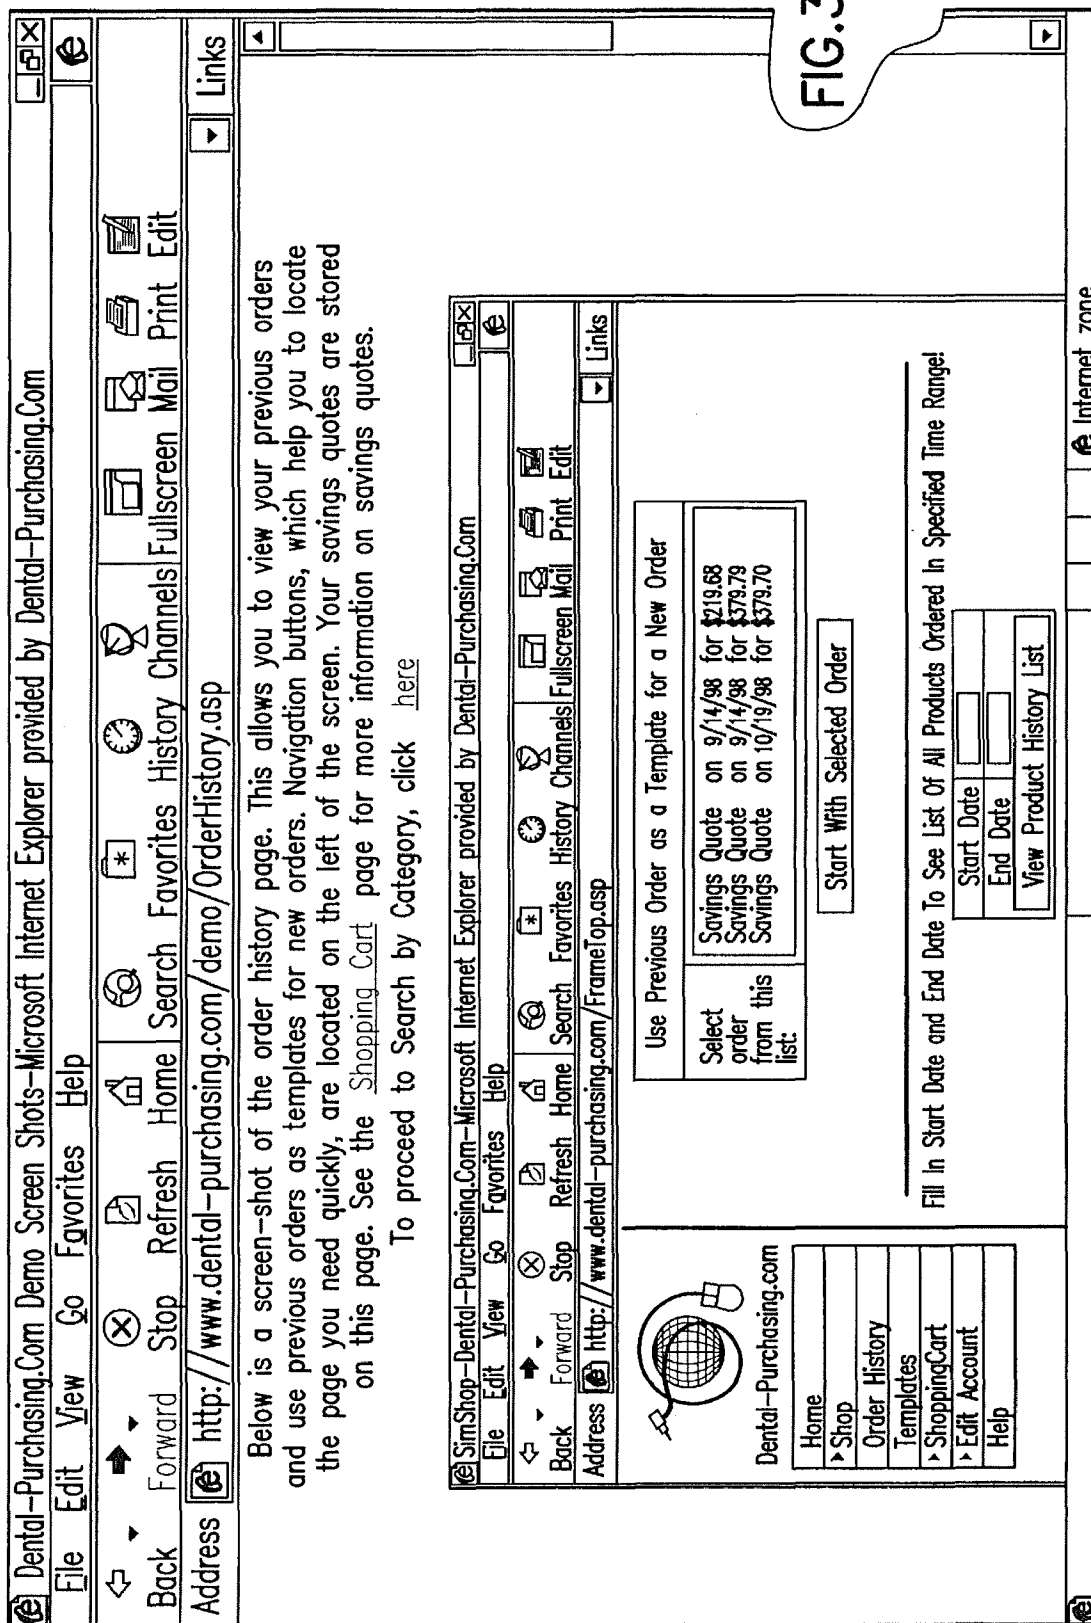 Dental-Purchasing.Com Demo Screen Shots-Microsoft Internet Explorer provided by Dental-Purchasing.Com
File Edit View Go Favorites Help
Back Forward Stop Refresh Home Search Favorites History Channels Fullscreen Mail Print Edit
Address http://www.dental-purchasing.com/demo/OrderHistory.asp Links
Below is a screen-shot of the order history page. This allows you to view your previous orders
and use previous orders as templates for new orders. Navigation buttons, which help you to locate
the page you need quickly, are located on the left of the screen. Your savings quotes are stored
on this page. See the Shopping Cart page for more information on savings quotes.
To proceed to Search by Category, click here
SimShop-Dental-Purchasing.Com-Microsoft Internet Explorer provided by Dental-Purchasing.Com
File Edit View Go Favorites Help
Back Forward Stop Refresh Home Search Favorites History Channels Fullscreen Mail Print Edit
Address http://www.dental-purchasing.com/FrameTop.asp Links
Dental-Purchasing.com
Home
Shop
Order History
Templates
ShoppingCart
Edit Account
Help
Use Previous Order as a Template for a New Order
Select
order
from this
list:
Savings Quote on 9/14/98 for $219.68
Savings Quote on 9/14/98 for $379.79
Savings Quote on 10/19/98 for $379.70
Start With Selected Order
Fill In Start Date and End Date To See List Of All Products Ordered In Specified Time Range!
Start Date
End Date
View Product History List
Internet zone
FIG.3